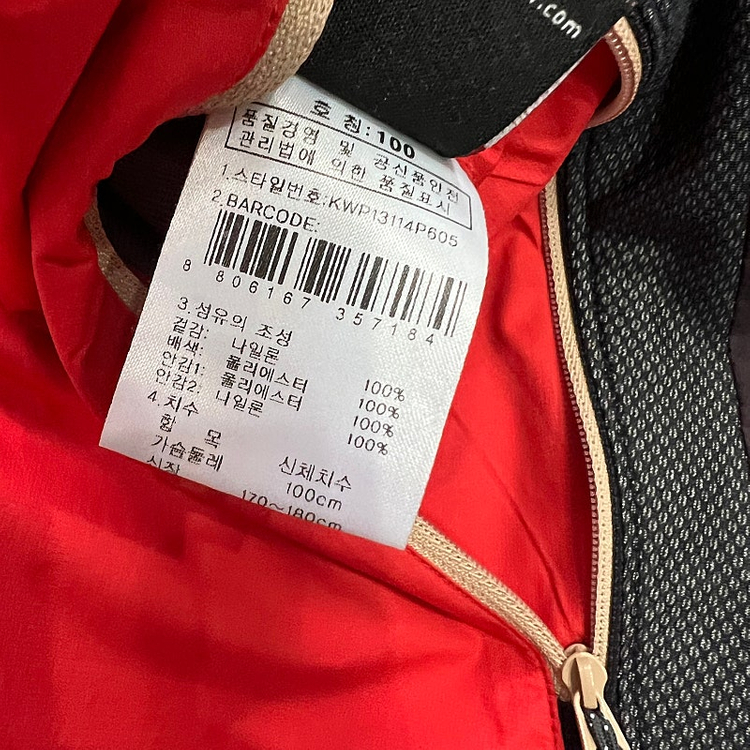 .com
호 칭:100
품질경영 및 공산품안전
관리법에 의한 품질표시
1.스타일번호:KWP13114P605
2.BARCODE:
8 806167 357184
3.섬유의 조성
겉감: 나일론 100%
배색: 폴리에스터 100%
안감1: 폴리에스터 100%
안감2: 나일론 100%
4.치수
항 목 신체치수
가슴둘레 100cm
신장 170~180cm